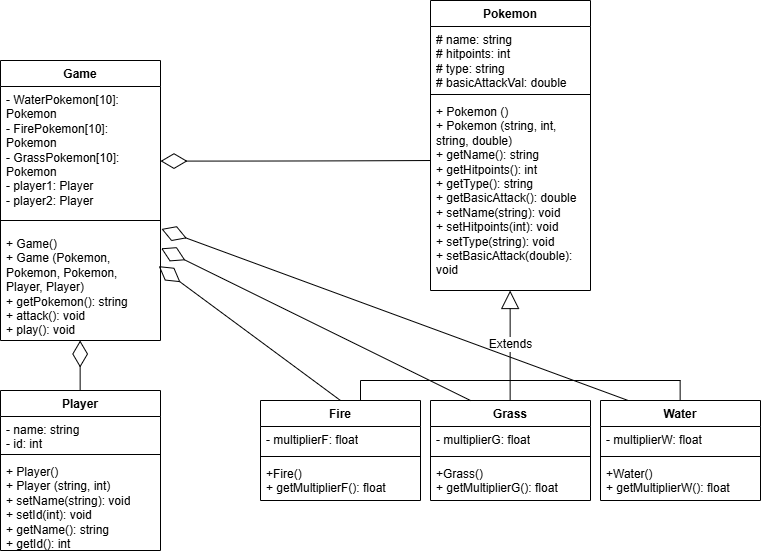 Pokemon
# name: string
# hitpoints: int
# type: string
# basicAttackVal: double
+ Pokemon ()
+ Pokemon (string, int,
string, double)
+ getName(): string
+ getHitpoints(): int
+ getType(): string
+ getBasicAttack(): double
+ setName(string): void
+ setHitpoints(int): void
+ setType(string): void
+ setBasicAttack(double):
void
Game
- WaterPokemon[10]:
Pokemon
- FirePokemon[10]:
Pokemon
- GrassPokemon[10]:
Pokemon
- player1: Player
- player2: Player
+ Game()
+ Game (Pokemon,
Pokemon, Pokemon,
Player, Player)
+ getPokemon(): string
+ attack(): void
+ play(): void
Extends
Player
- name: string
- id: int
+ Player()
+ Player (string, int)
+ setName(string): void
+ setId(int): void
+ getName(): string
+ getId(): int
Fire
- multiplierF: float
+Fire()
+ getMultiplierF(): float
Grass
- multiplierG: float
+Grass()
+ getMultiplierG(): float
Water
- multiplierW: float
+Water()
+ getMultiplierW(): float